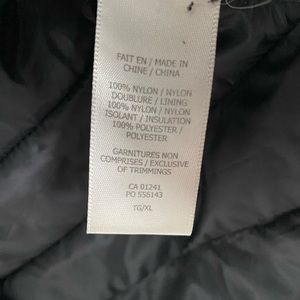 FAIT EN / MADE IN
CHINE / CHINA
100% NYLON / NYLON
DOUBLURE / LINING
100% NYLON / NYLON
ISOLANT / INSULATION
100% POLYESTER /
POLYESTER
GARNITURES NON
COMPRISES / EXCLUSIVE
OF TRIMMINGS
CA 01241
PO 556143
TG/XL